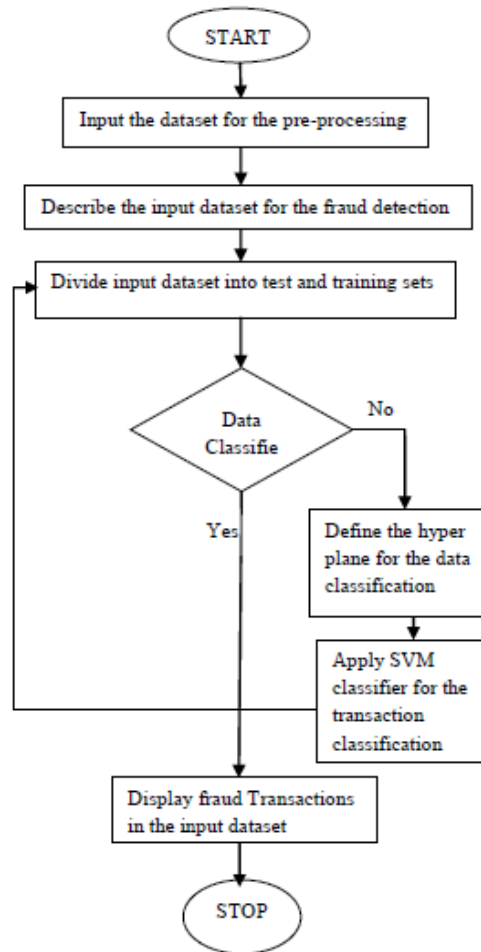 START
Input the dataset for the pre-processing
Describe the input dataset for the fraud detection
Divide input dataset into test and training sets
Data
Classifie
No
Yes
Define the hyper
plane for the data
classification
Apply SVM
classifier for the
transaction
classification
Display fraud Transactions
in the input dataset
STOP